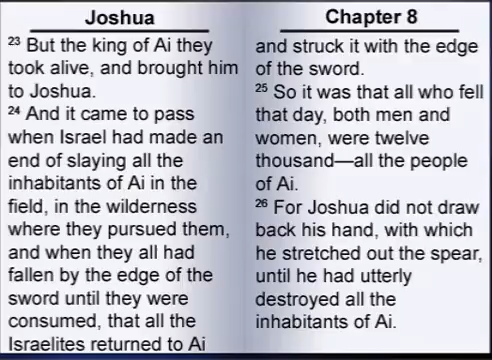 Joshua
23 But the king of Ai they
took alive, and brought him
to Joshua.
24 And it came to pass
when Israel had made an
end of slaying all the
inhabitants of Ai in the
field, in the wilderness
where they pursued them,
and when they all had
fallen by the edge of the
sword until they were
consumed, that all the
Israelites returned to Ai
Chapter 8
and struck it with the edge
of the sword.
25 So it was that all who fell
that day, both men and
women, were twelve
thousand—all the people
of Ai.
26 For Joshua did not draw
back his hand, with which
he stretched out the spear,
until he had utterly
destroyed all the
inhabitants of Ai.